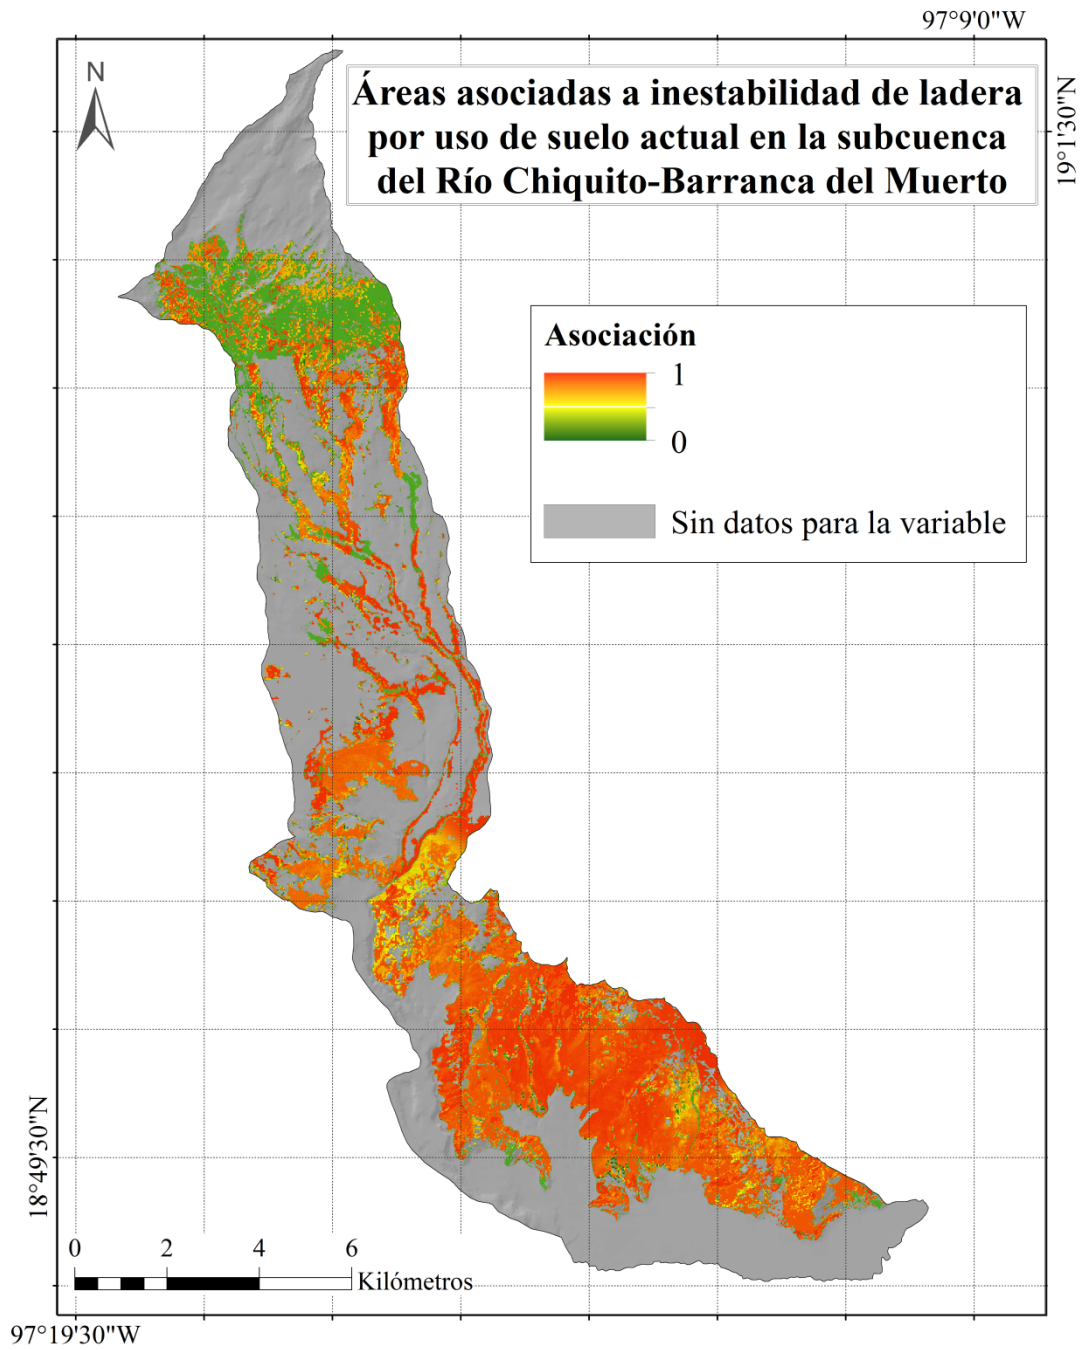 97°9'0"W
N
Áreas asociadas a inestabilidad de ladera
por uso de suelo actual en la subcuenca
del Río Chiquito-Barranca del Muerto
19°1'30"N
Asociación
1
0
Sin datos para la variable
18°49'30"N
0 2 4 6
Kilómetros
97°19'30"W